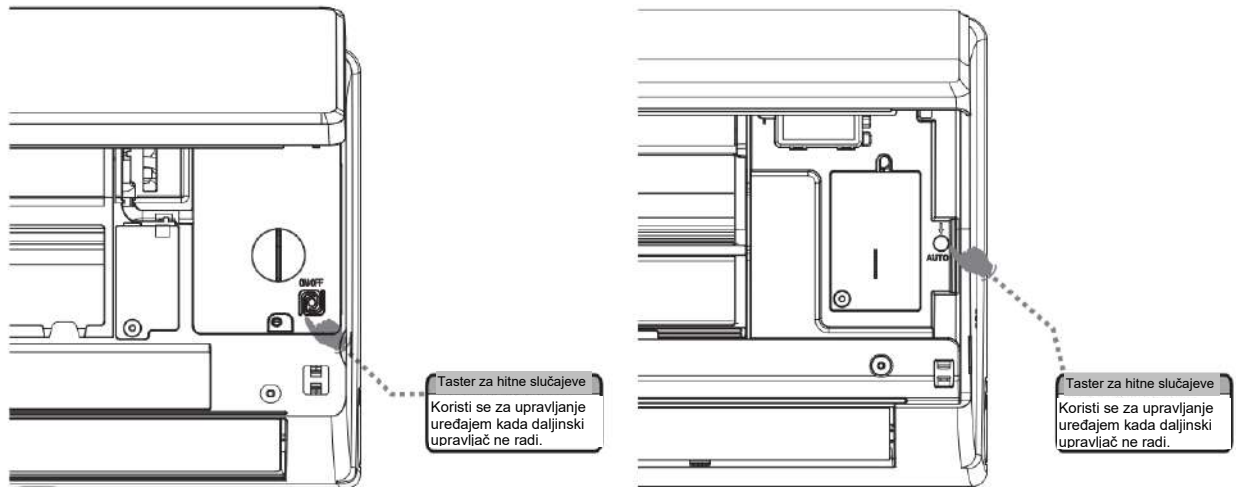 ON/OFF
Taster za hitne slučajeve
Koristi se za upravljanje
uređajem kada daljinski
upravljač ne radi.
AUTO
Taster za hitne slučajeve
Koristi se za upravljanje
uređajem kada daljinski
upravljač ne radi.